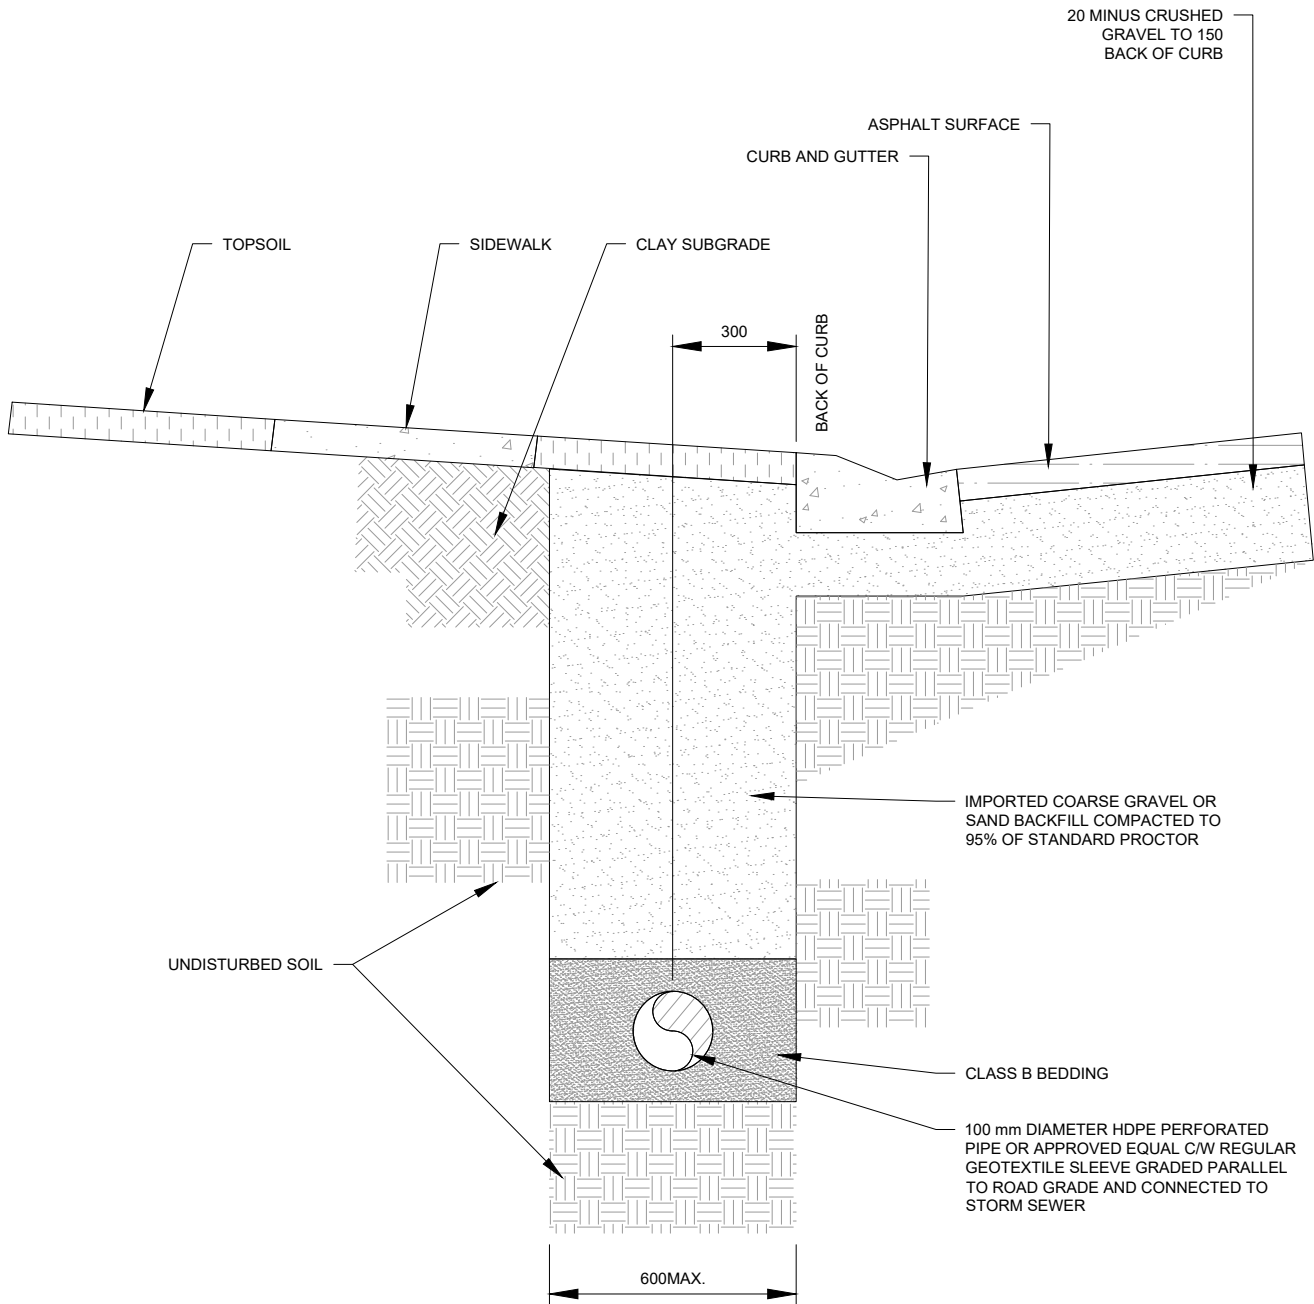 20 MINUS CRUSHED
GRAVEL TO 150
BACK OF CURB
ASPHALT SURFACE
CURB AND GUTTER
TOPSOIL
SIDEWALK
CLAY SUBGRADE
300
BACK OF CURB
IMPORTED COARSE GRAVEL OR
SAND BACKFILL COMPACTED TO
95% OF STANDARD PROCTOR
UNDISTURBED SOIL
CLASS B BEDDING
100 mm DIAMETER HDPE PERFORATED
PIPE OR APPROVED EQUAL C/W REGULAR
GEOTEXTILE SLEEVE GRADED PARALLEL
TO ROAD GRADE AND CONNECTED TO
STORM SEWER
600MAX.